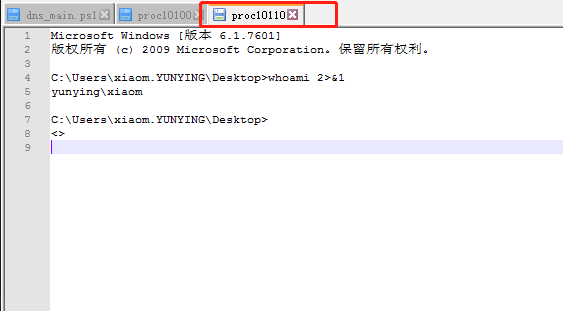 dns_main.ps1 proc10100 proc10110
1 Microsoft Windows [版本 6.1.7601]
2 版权所有 (c) 2009 Microsoft Corporation。保留所有权利。
3
4 C:\Users\xiaom.YUNYING\Desktop>whoami 2>&1
5 yunying\xiaom
6
7 C:\Users\xiaom.YUNYING\Desktop>
8 <>
9